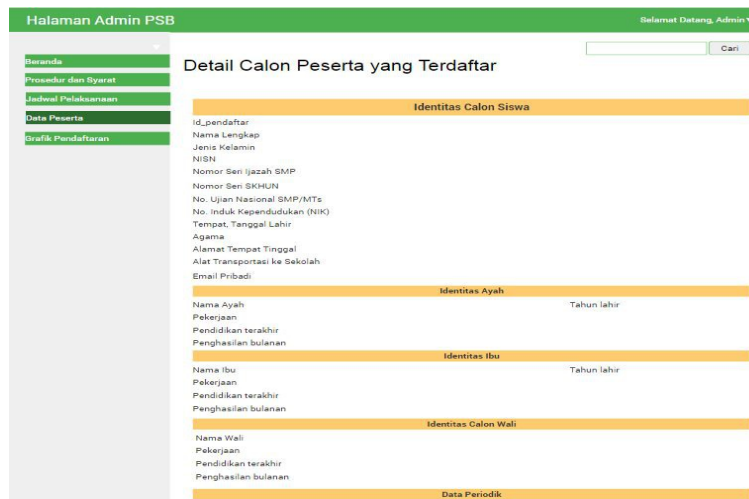 Halaman Admin PSB
Selamat Datang, Admin
Cari
Beranda
Prosedur dan Syarat
Jadwal Pelaksanaan
Data Peserta
Grafik Pendaftaran
Detail Calon Peserta yang Terdaftar
Identitas Calon Siswa
Id_pendaftar
Nama Lengkap
Jenis Kelamin
NISN
Nomor Seri Ijazah SMP
Nomor Seri SKHUN
No. Ujian Nasional SMP/MTs
No. Induk Kependudukan (NIK)
Tempat, Tanggal Lahir
Agama
Alamat Tempat Tinggal
Alat Transportasi ke Sekolah
Email Pribadi
Identitas Ayah
Nama Ayah Tahun lahir
Pekerjaan
Pendidikan terakhir
Penghasilan bulanan
Identitas Ibu
Nama Ibu Tahun lahir
Pekerjaan
Pendidikan terakhir
Penghasilan bulanan
Identitas Calon Wali
Nama Wali
Pekerjaan
Pendidikan terakhir
Penghasilan bulanan
Data Periodik